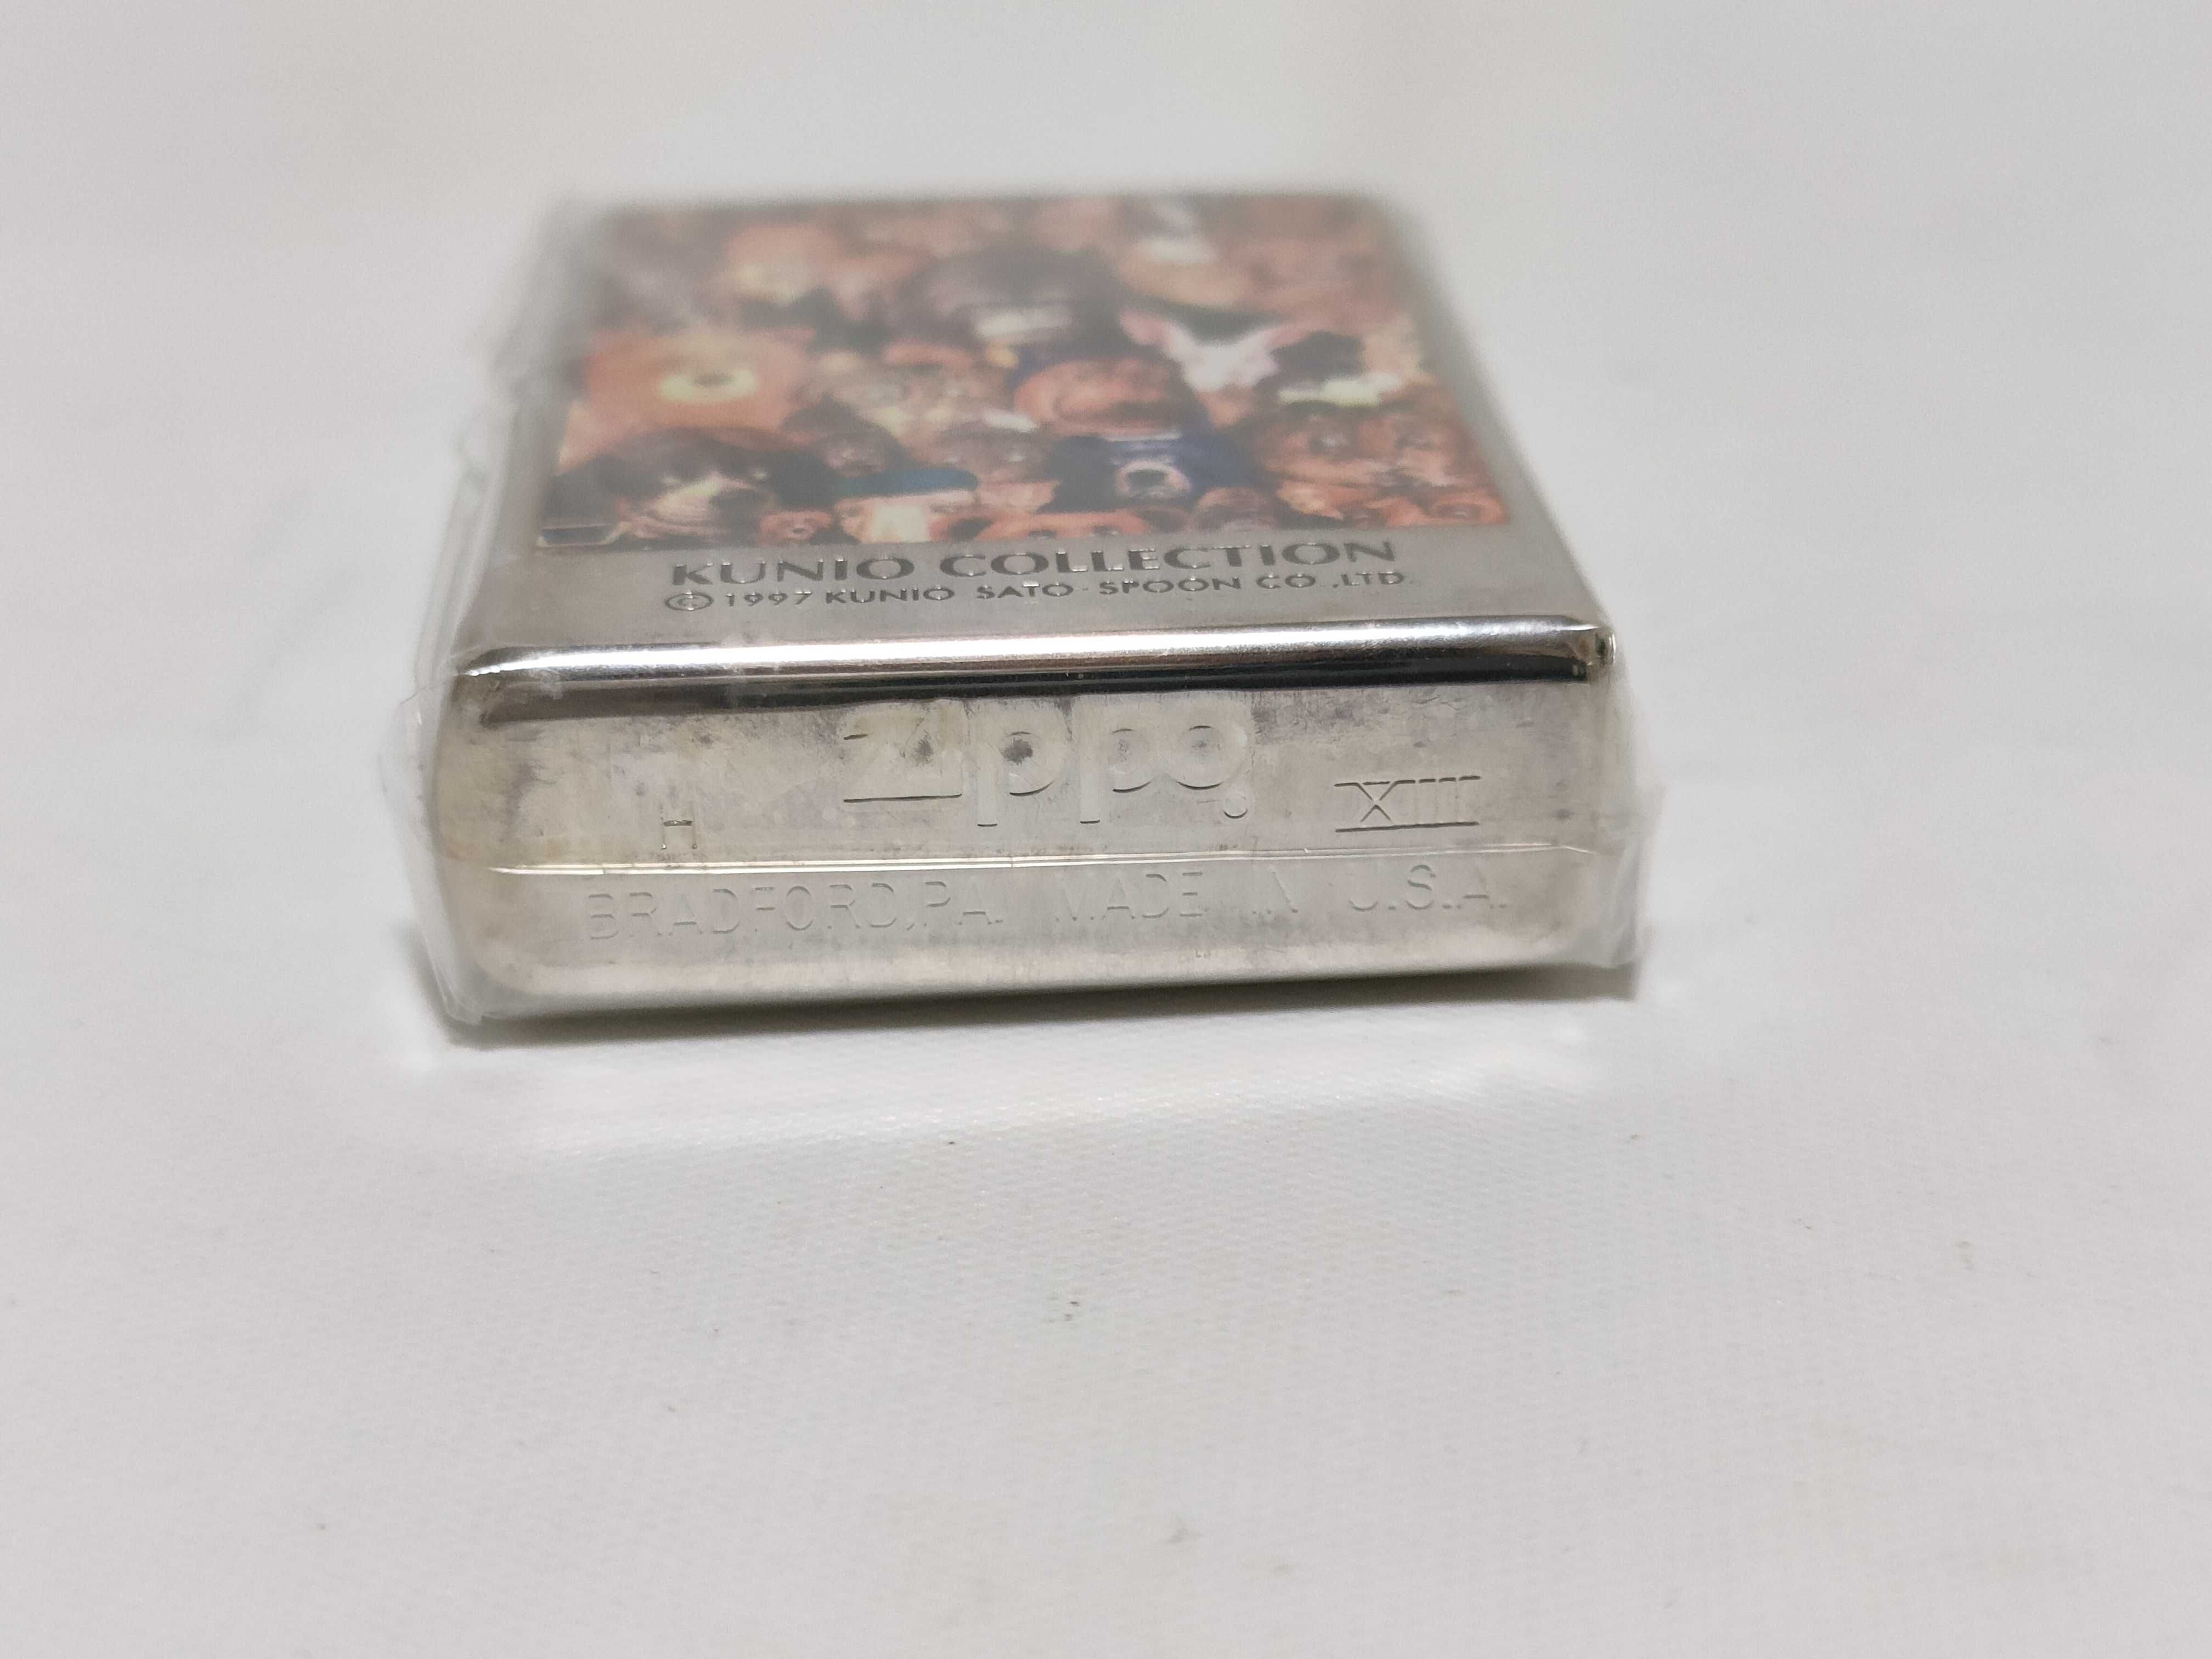 KUNIO COLLECTION
© 1997 KUNIO SATO · SPOON CO.,LTD.
H Zippo ® XIII
BRADFORD,PA. MADE IN U.S.A.